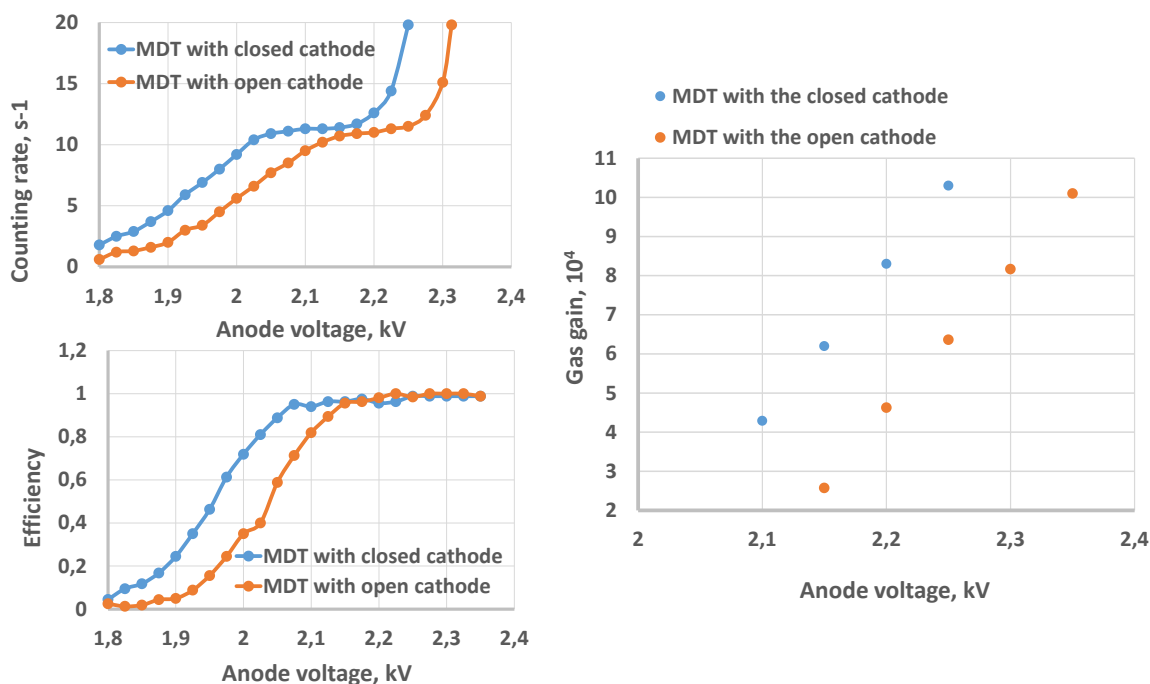 20
15
10
5
0
Counting rate, s-1
MDT with closed cathode
MDT with open cathode
1,8 1,9 2 2,1 2,2 2,3 2,4
Anode voltage, kV
1,2
1
0,8
0,6
0,4
0,2
0
Efficiency
MDT with closed cathode
MDT with open cathode
1,8 1,9 2 2,1 2,2 2,3 2,4
Anode voltage, kV
MDT with the closed cathode
MDT with the open cathode
11
10
9
8
7
6
5
4
3
2
Gas gain, 10⁴
2 2,1 2,2 2,3 2,4
Anode voltage, kV